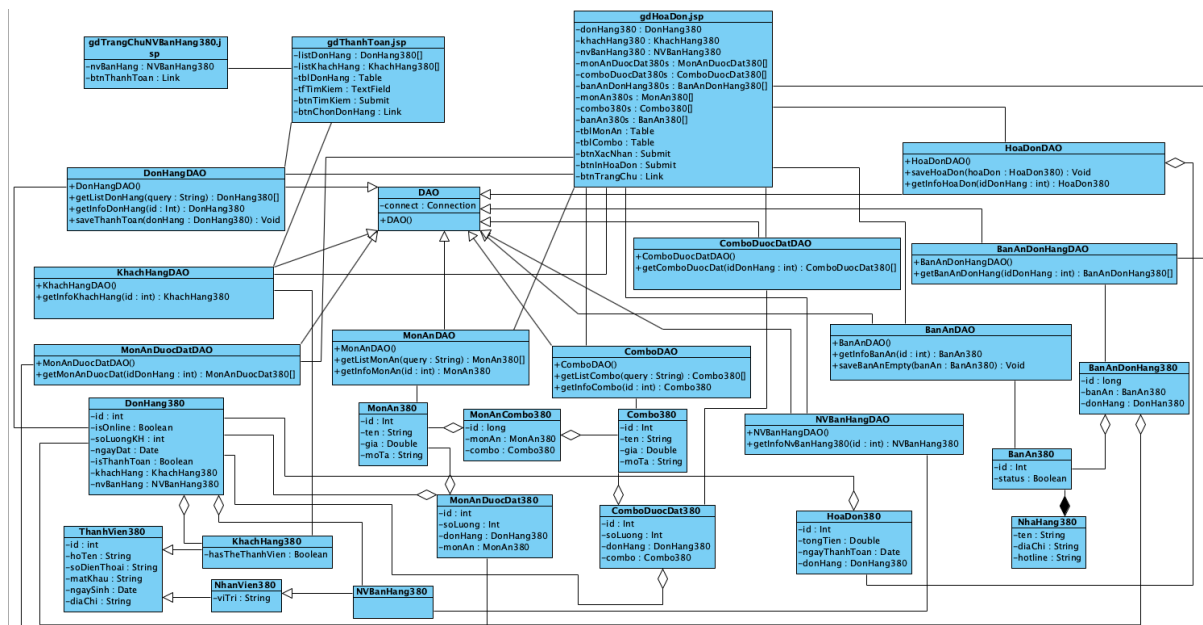 gdTrangChuNVBanHang380.j
sp
-nvBanHang : NVBanHang380
-btnThanhToan : Link
gdThanhToan.jsp
-listDonHang : DonHang380[]
-listKhachHang : KhachHang380[]
-tblDonHang : Table
-tfTimKiem : TextField
-btnTimKiem : Submit
-btnChonDonHang : Link
gdHoaDon.jsp
-donHang380 : DonHang380
-khachHang380 : KhachHang380
-nvBanHang380 : NVBanHang380
-monAnDuocDat380s : MonAnDuocDat380[]
-comboDuocDat380s : ComboDuocDat380[]
-banAnDonHang380s : BanAnDonHang380[]
-monAn380s : MonAn380[]
-combo380s : Combo380[]
-banAn380s : BanAn380[]
-tblMonAn : Table
-tblCombo : Table
-btnXacNhan : Submit
-btnInHoaDon : Submit
-btnTrangChu : Link
HoaDonDAO
+HoaDonDAO()
+saveHoaDon(hoaDon : HoaDon380) : Void
+getInfoHoaDon(idDonHang : int) : HoaDon380
DonHangDAO
+DonHangDAO()
+getListDonHang(query : String) : DonHang380[]
+getInfoDonHang(id : Int) : DonHang380
+saveThanhToan(donHang : DonHang380) : Void
DAO
-connect : Connection
+DAO()
ComboDuocDatDAO
+ComboDuocDatDAO()
+getComboDuocDat(idDonHang : int) : ComboDuocDat380[]
BanAnDonHangDAO
+BanAnDonHangDAO()
+getBanAnDonHang(idDonHang : int) : BanAnDonHang380[]
KhachHangDAO
+KhachHangDAO()
+getInfoKhachHang(id : int) : KhachHang380
MonAnDAO
+MonAnDAO()
+getListMonAn(query : String) : MonAn380[]
+getInfoMonAn(id : int) : MonAn380
BanAnDAO
+BanAnDAO()
+getInfoBanAn(id : int) : BanAn380
+saveBanAnEmpty(banAn : BanAn380) : Void
MonAnDuocDatDAO
+MonAnDuocDatDAO()
+getMonAnDuocDat(idDonHang : int) : MonAnDuocDat380[]
ComboDAO
+ComboDAO()
+getListCombo(query : String) : Combo380[]
+getInfoCombo(id : int) : Combo380
BanAnDonHang380
-id : long
-banAn : BanAn380
-donHang : DonHan380
DonHang380
-id : int
-isOnline : Boolean
-soLuongKH : int
-ngayDat : Date
-isThanhToan : Boolean
-khachHang : KhachHang380
-nvBanHang : NVBanHang380
MonAn380
-id : int
-ten : String
-gia : Double
-moTa : String
MonAnCombo380
-id : long
-monAn : MonAn380
-combo : Combo380
Combo380
-id : Int
-ten : String
-gia : Double
-moTa : String
NVBanHangDAO
+NVBanHangDAO()
+getInfoNvBanHang380(id : int) : NVBanHang380
BanAn380
-id : Int
-status : Boolean
MonAnDuocDat380
-id : int
-soLuong : Int
-donHang : DonHang380
-monAn : MonAn380
ComboDuocDat380
-id : Int
-soLuong : Int
-donHang : DonHang380
-combo : Combo380
HoaDon380
-id : Int
-tongTien : Double
-ngayThanhToan : Date
-donHang : DonHang380
NhaHang380
-ten : String
-diaChi : String
-hotline : String
ThanhVien380
-id : int
-hoTen : String
-soDienThoai : String
-matKhau : String
-ngaySinh : Date
-diaChi : String
KhachHang380
-hasTheThanhVien : Boolean
NhanVien380
-viTri : String
NVBanHang380